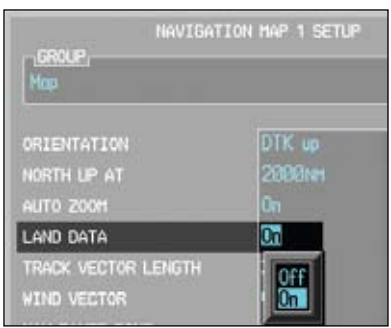 NAVIGATION MAP 1 SETUP
GROUP
Map
ORIENTATION DTK up
NORTH UP AT 2000NM
AUTO ZOOM On
LAND DATA On
TRACK VECTOR LENGTH
Off
WIND VECTOR On